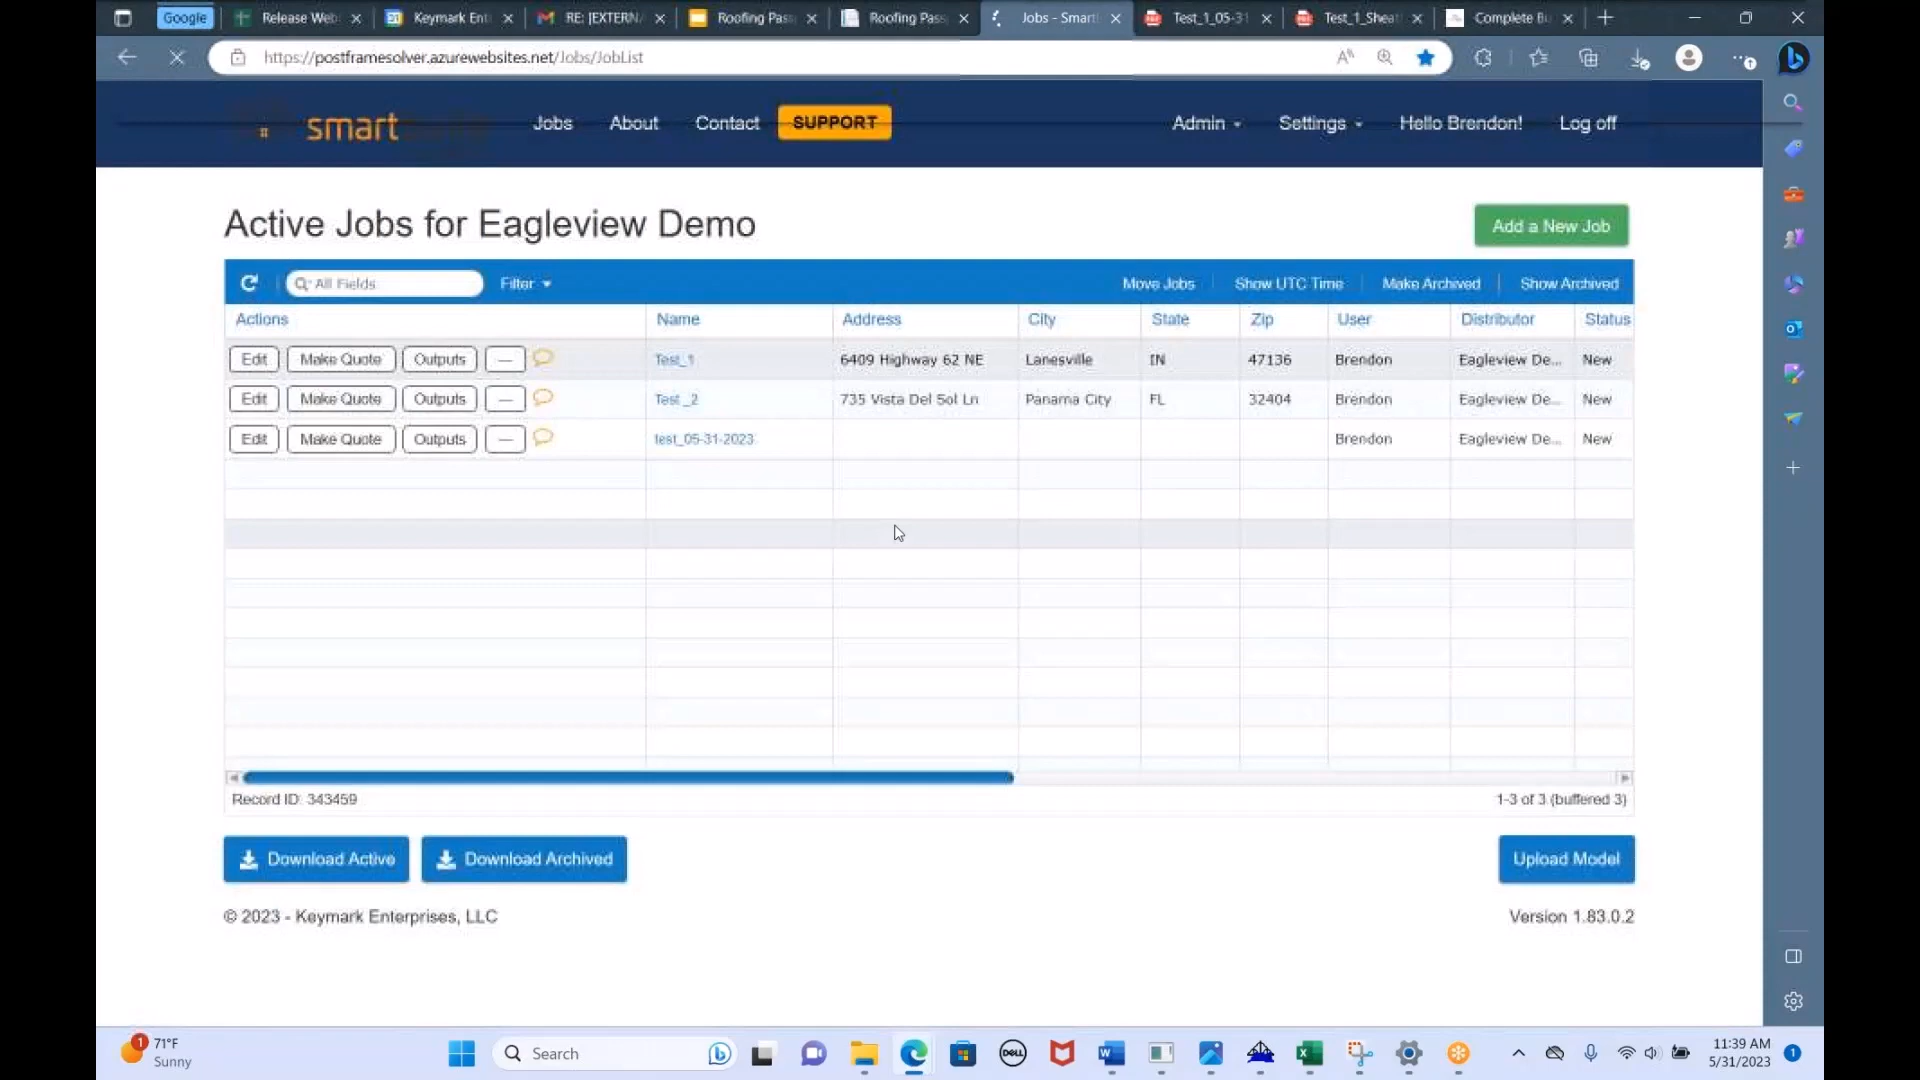 Google Release Web Keymark Ent RE: [EXTERN Roofing Pass Roofing Pass Jobs - Smart Test_1_05-31 Test_1_Shea Complete Bu
https://postframesolver.azurewebsites.net/Jobs/JobList
smart Jobs About Contact SUPPORT Admin Settings Hello Brendon! Log off
Active Jobs for Eagleview Demo Add a New Job
All Fields Filter Move Jobs Show UTC Time Make Archived Show Archived
Actions Name Address City State Zip User Distributor Status
Edit Make Quote Outputs — Test_1 6409 Highway 62 NE Lanesville IN 47136 Brendon Eagleview De... New
Edit Make Quote Outputs — Test_2 735 Vista Del Sol Ln Panama City FL 32404 Brendon Eagleview De... New
Edit Make Quote Outputs — test_05-31-2023 Brendon Eagleview De... New
Record ID: 343459 1-3 of 3 (buffered 3)
Download Active Download Archived Upload Model
© 2023 - Keymark Enterprises, LLC Version 1.83.0.2
1 71°F
Sunny
Search
DELL
11:39 AM
5/31/2023 1